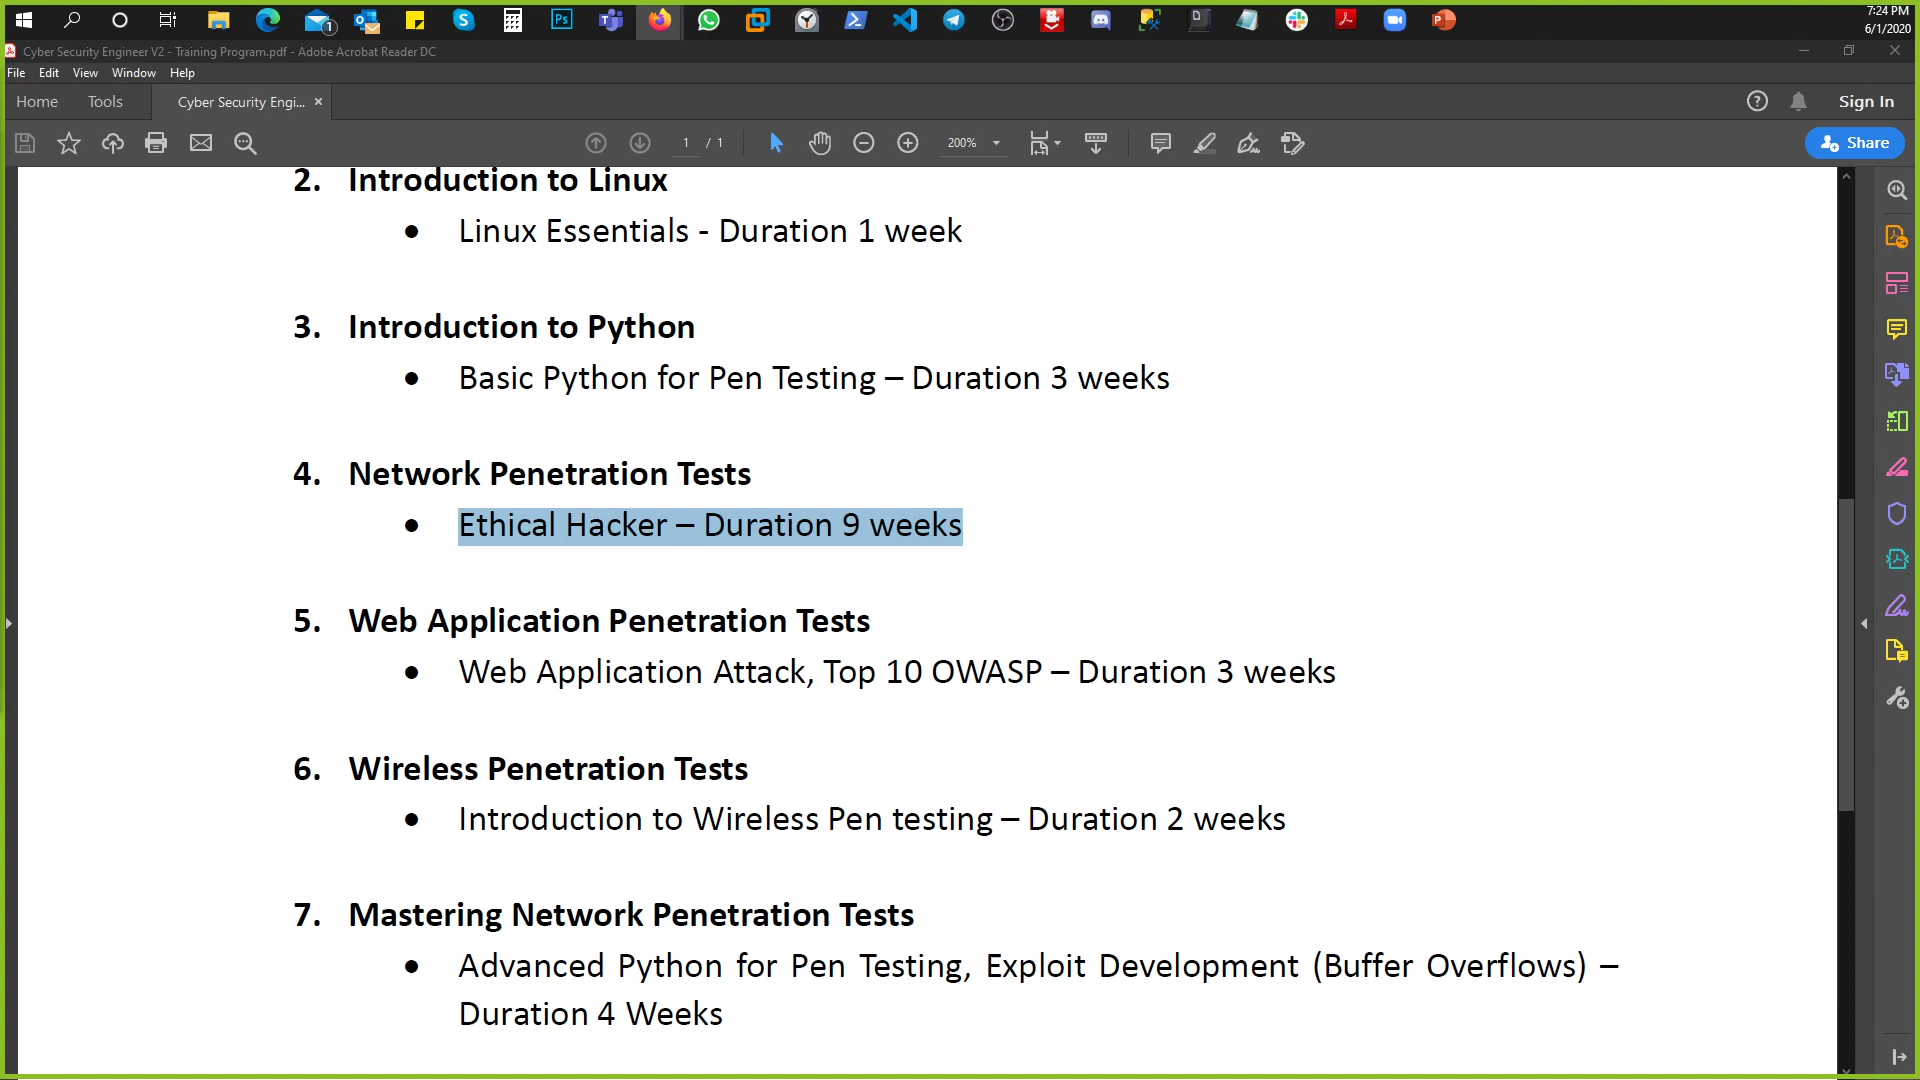 7:24 PM
6/1/2020
Cyber Security Engineer V2 - Training Program.pdf - Adobe Acrobat Reader DC
File Edit View Window Help
Home Tools Cyber Security Engi... × Sign In
1 / 1 200% Share
2. Introduction to Linux
• Linux Essentials - Duration 1 week
3. Introduction to Python
• Basic Python for Pen Testing – Duration 3 weeks
4. Network Penetration Tests
• Ethical Hacker – Duration 9 weeks
5. Web Application Penetration Tests
• Web Application Attack, Top 10 OWASP – Duration 3 weeks
6. Wireless Penetration Tests
• Introduction to Wireless Pen testing – Duration 2 weeks
7. Mastering Network Penetration Tests
• Advanced Python for Pen Testing, Exploit Development (Buffer Overflows) –
Duration 4 Weeks